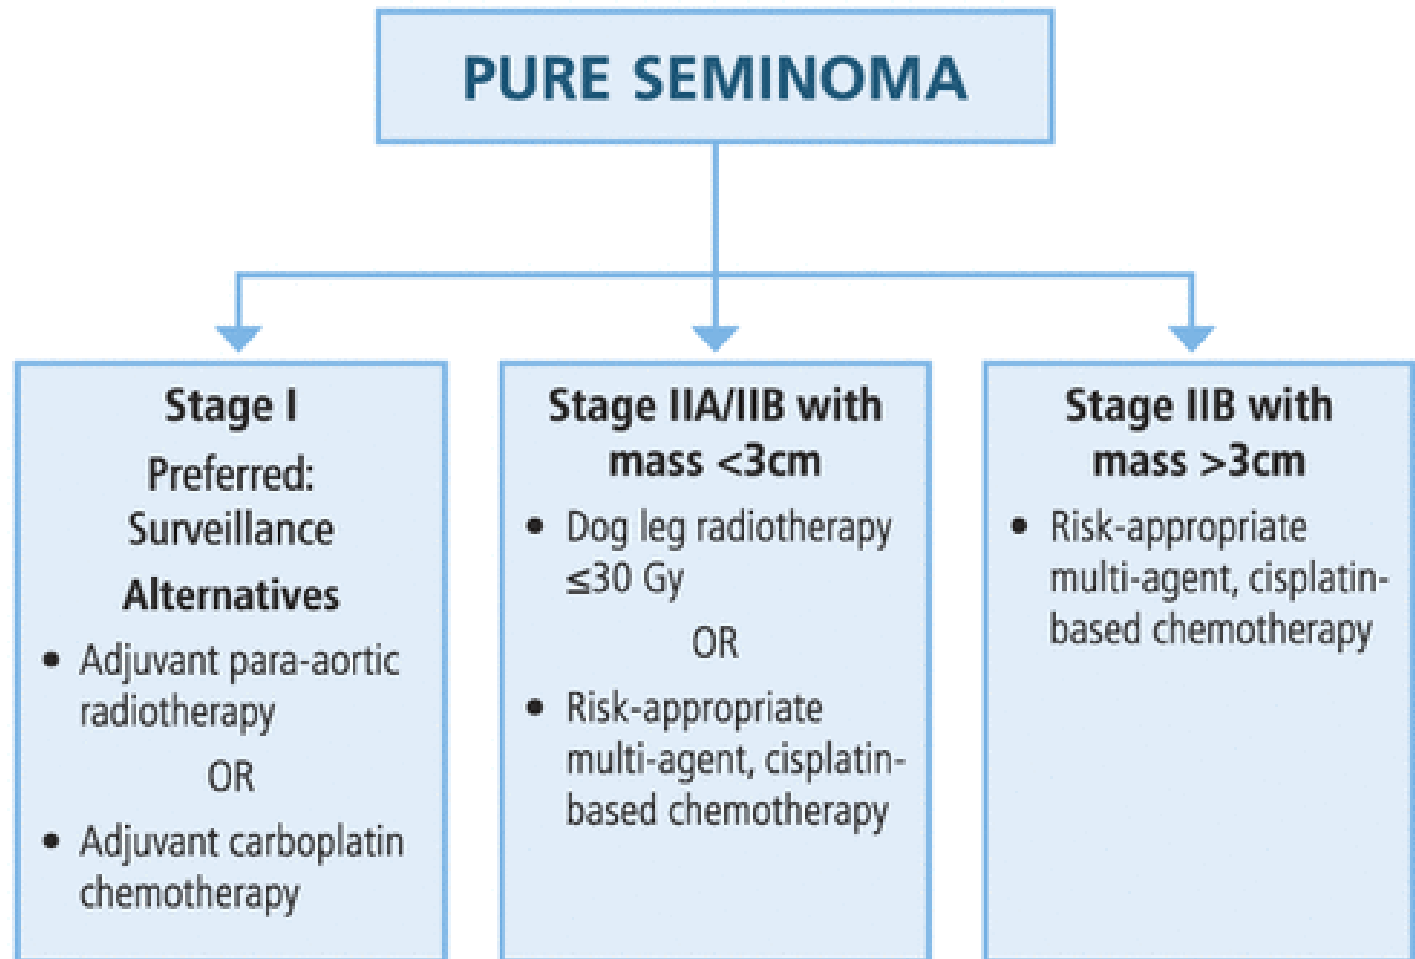 PURE SEMINOMA
Stage I
Preferred:
Surveillance
Alternatives
• Adjuvant para-aortic
radiotherapy
OR
• Adjuvant carboplatin
chemotherapy
Stage IIA/IIB with
mass <3cm
• Dog leg radiotherapy
≤30 Gy
OR
• Risk-appropriate
multi-agent, cisplatin-
based chemotherapy
Stage IIB with
mass >3cm
• Risk-appropriate
multi-agent, cisplatin-
based chemotherapy